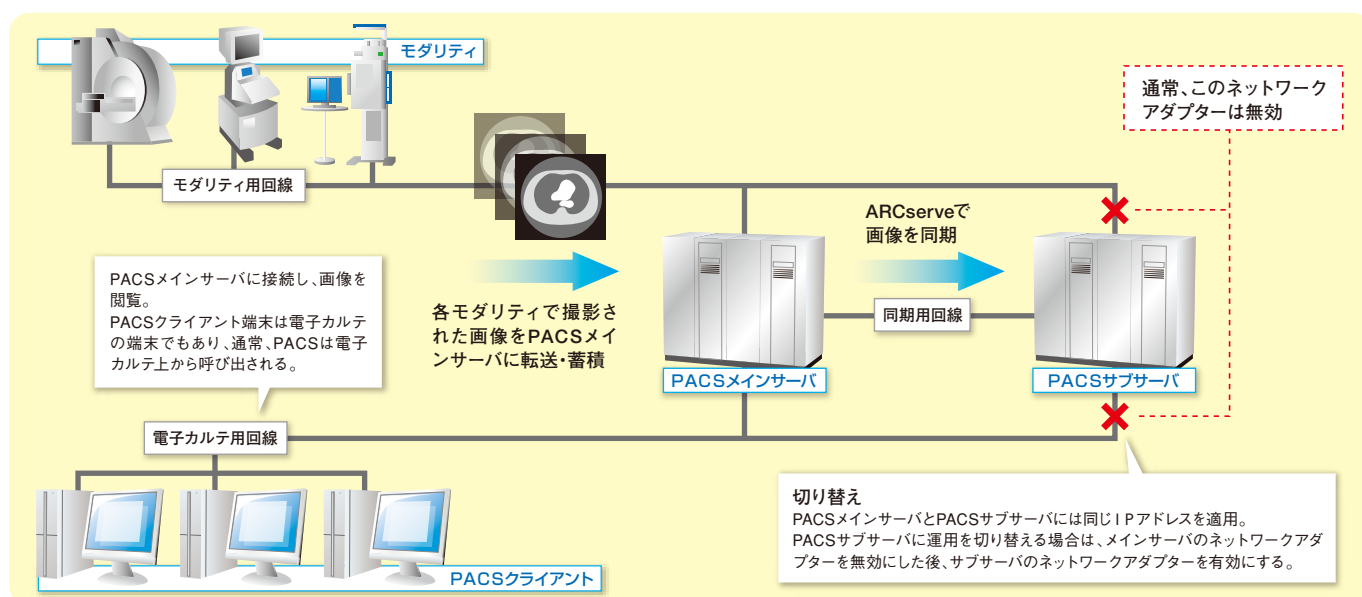 モダリティ
通常、このネットワーク
アダプターは無効
モダリティ用回線
ARCserveで
画像を同期
PACSメインサーバに接続し、画像を
閲覧。
PACSクライアント端末は電子カルテ
の端末でもあり、通常、PACSは電子
カルテ上から呼び出される。
各モダリティで撮影さ
れた画像をPACSメイ
ンサーバに転送・蓄積
同期用回線
PACSメインサーバ
PACSサブサーバ
電子カルテ用回線
切り替え
PACSメインサーバとPACSサブサーバには同じIPアドレスを適用。
PACSサブサーバに運用を切り替える場合は、メインサーバのネットワークアダ
プターを無効にした後、サブサーバのネットワークアダプターを有効にする。
PACSクライアント